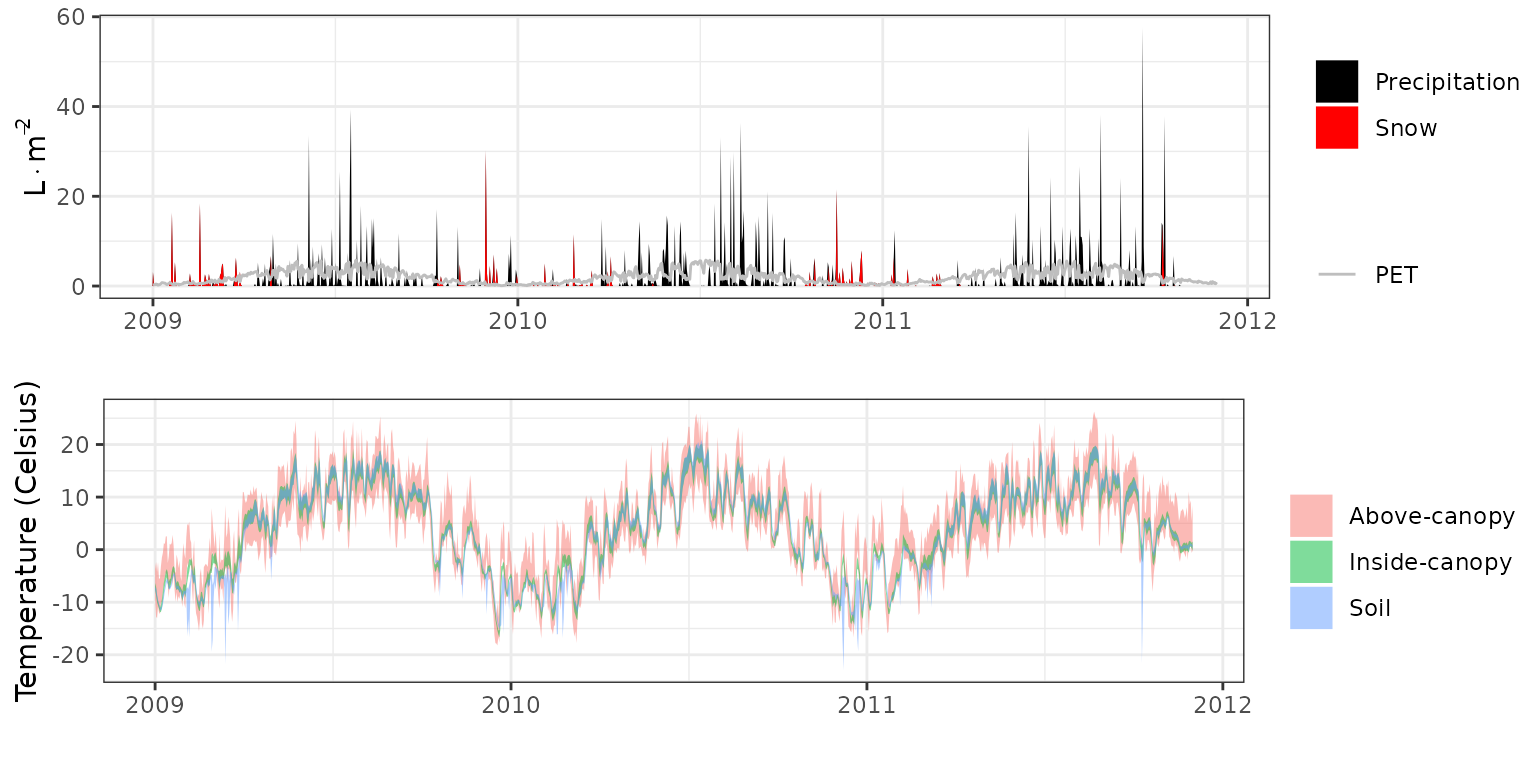 60
40
20
0
L · m⁻²
2009 2010 2011 2012
Precipitation
Snow
PET
Temperature (Celsius)
20
10
0
-10
-20
2009 2010 2011 2012
Above-canopy
Inside-canopy
Soil